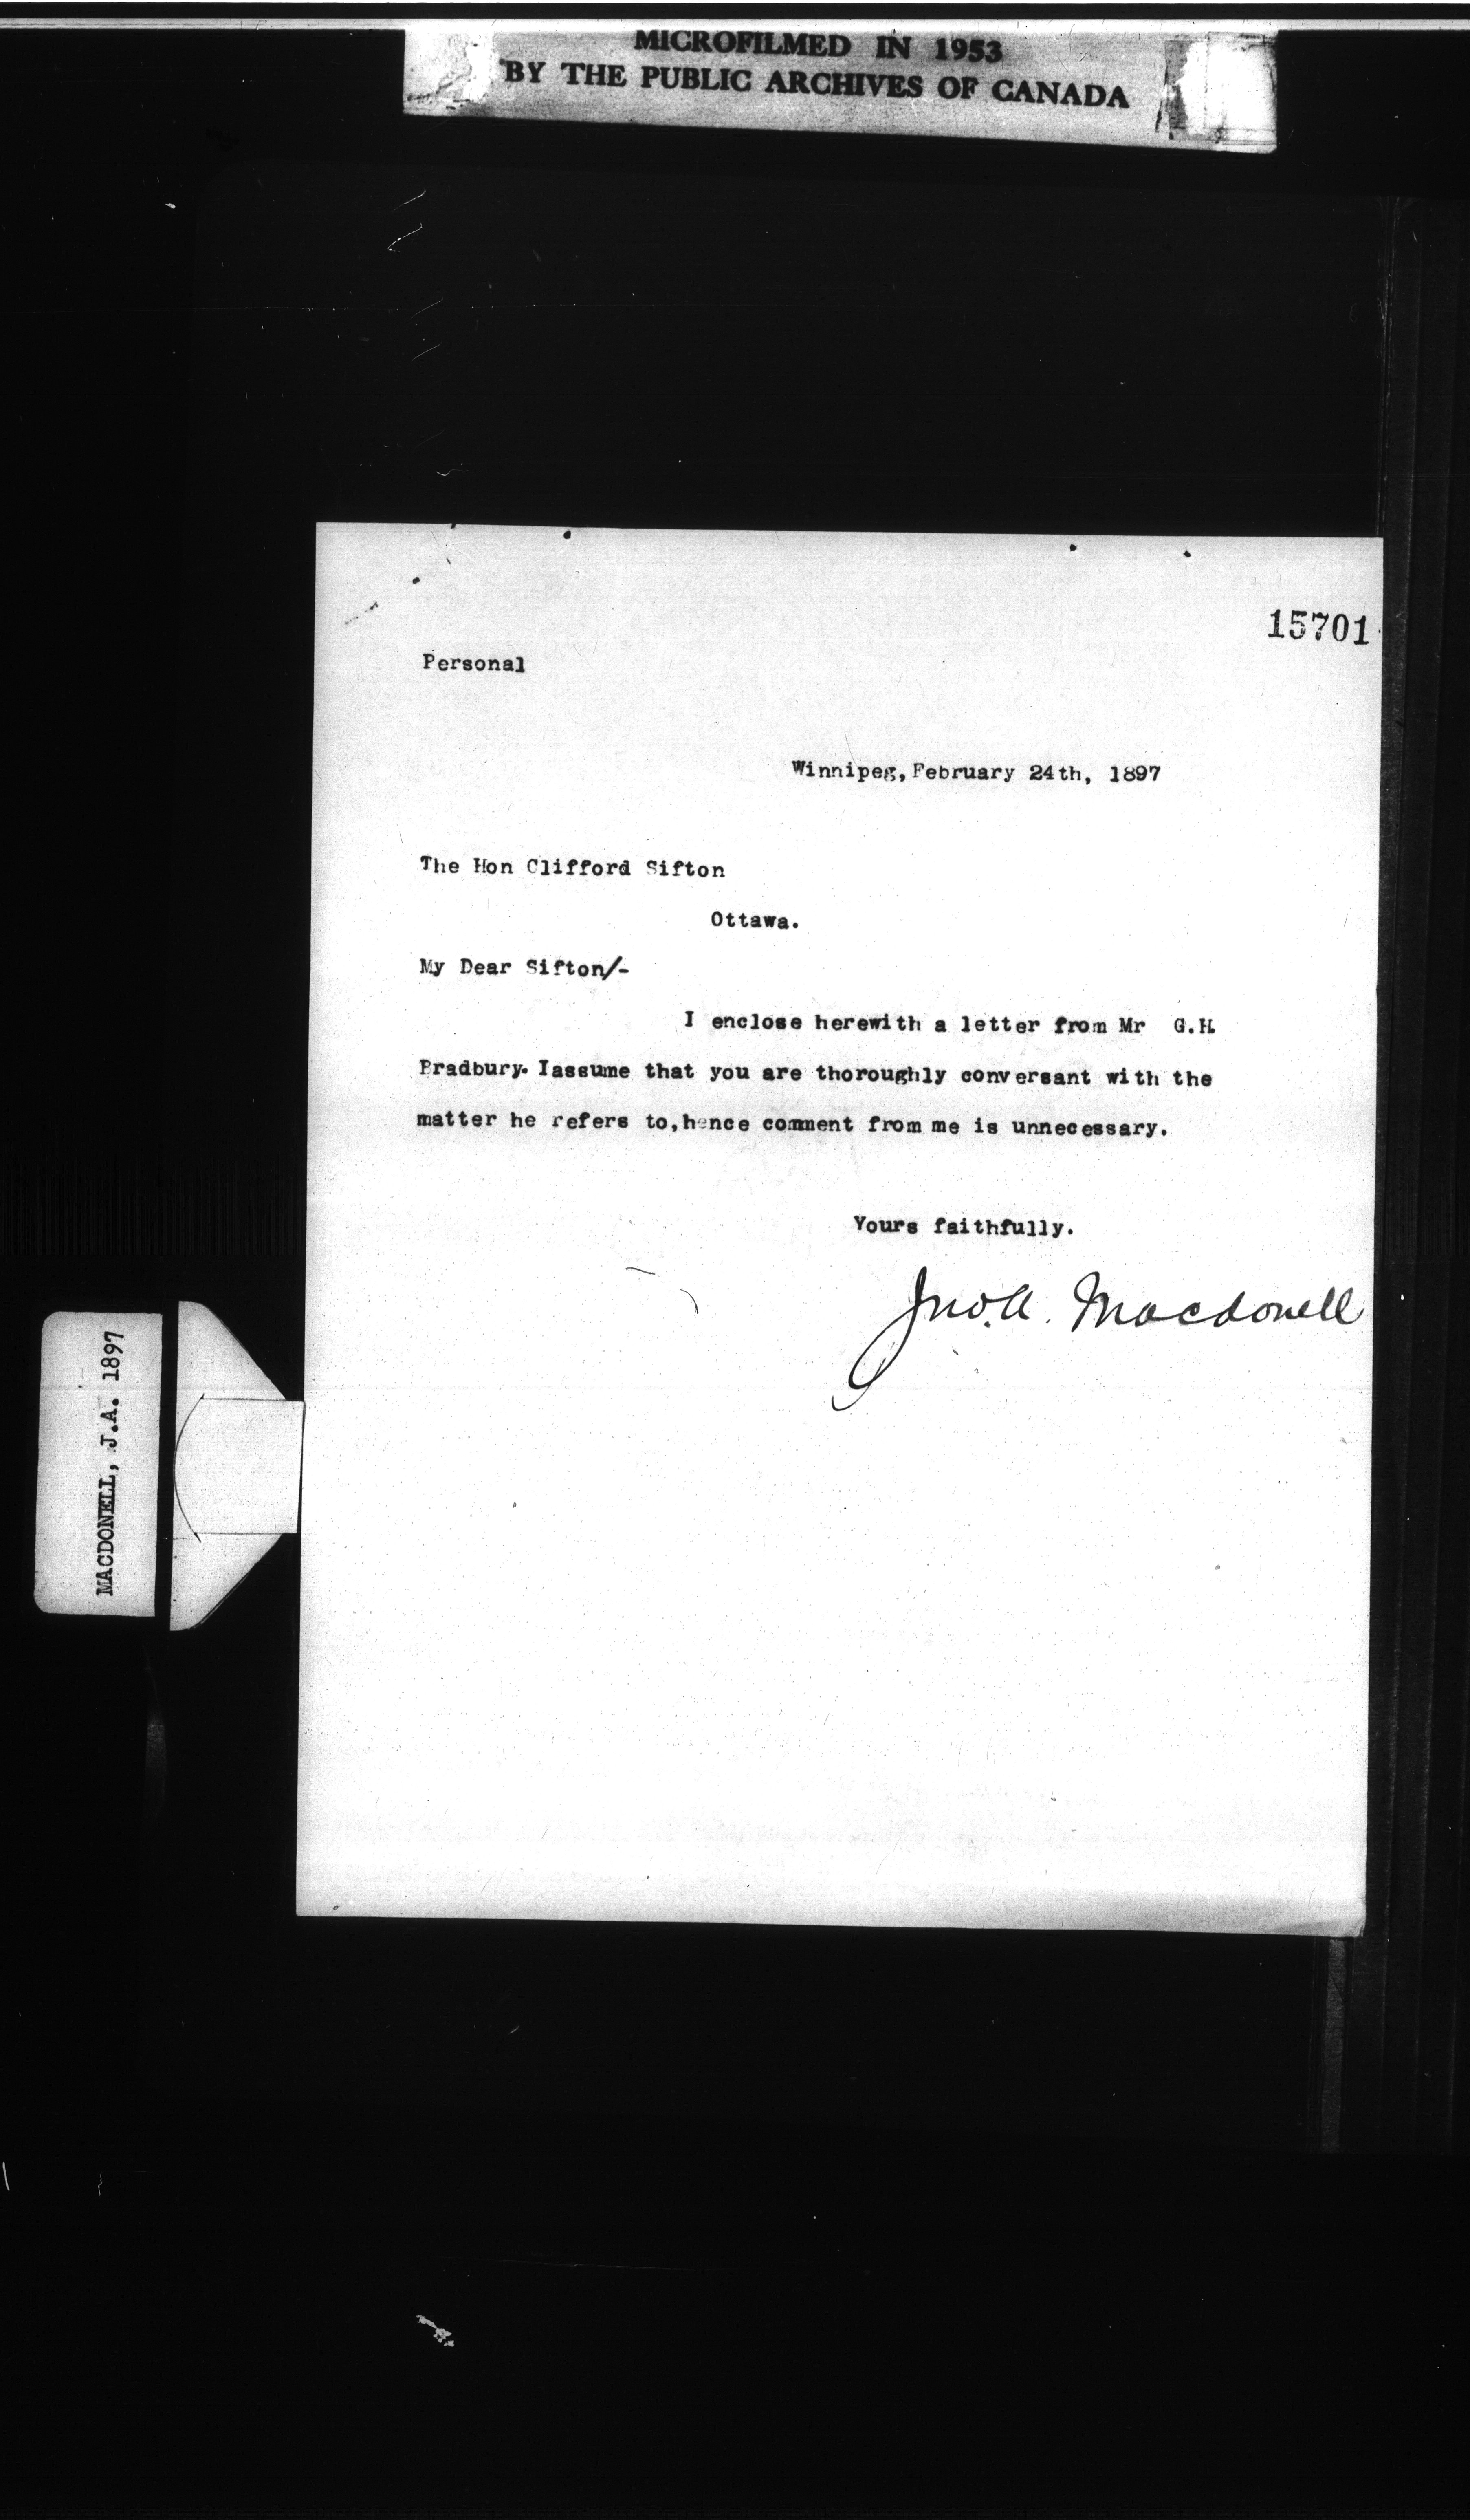 MICROFILMED IN 1953
BY THE PUBLIC ARCHIVES OF CANADA
15701
Personal
Winnipeg, February 24th, 1897
The Hon Clifford Sifton
Ottawa.
My Dear Sifton/-
I enclose herewith a letter from Mr G.H.
Bradbury. Iassume that you are thoroughly conversant with the
matter he refers to, hence comment from me is unnecessary.
Yours faithfully.
Jno. A. Macdonell
MACDONELL, J.A. 1897